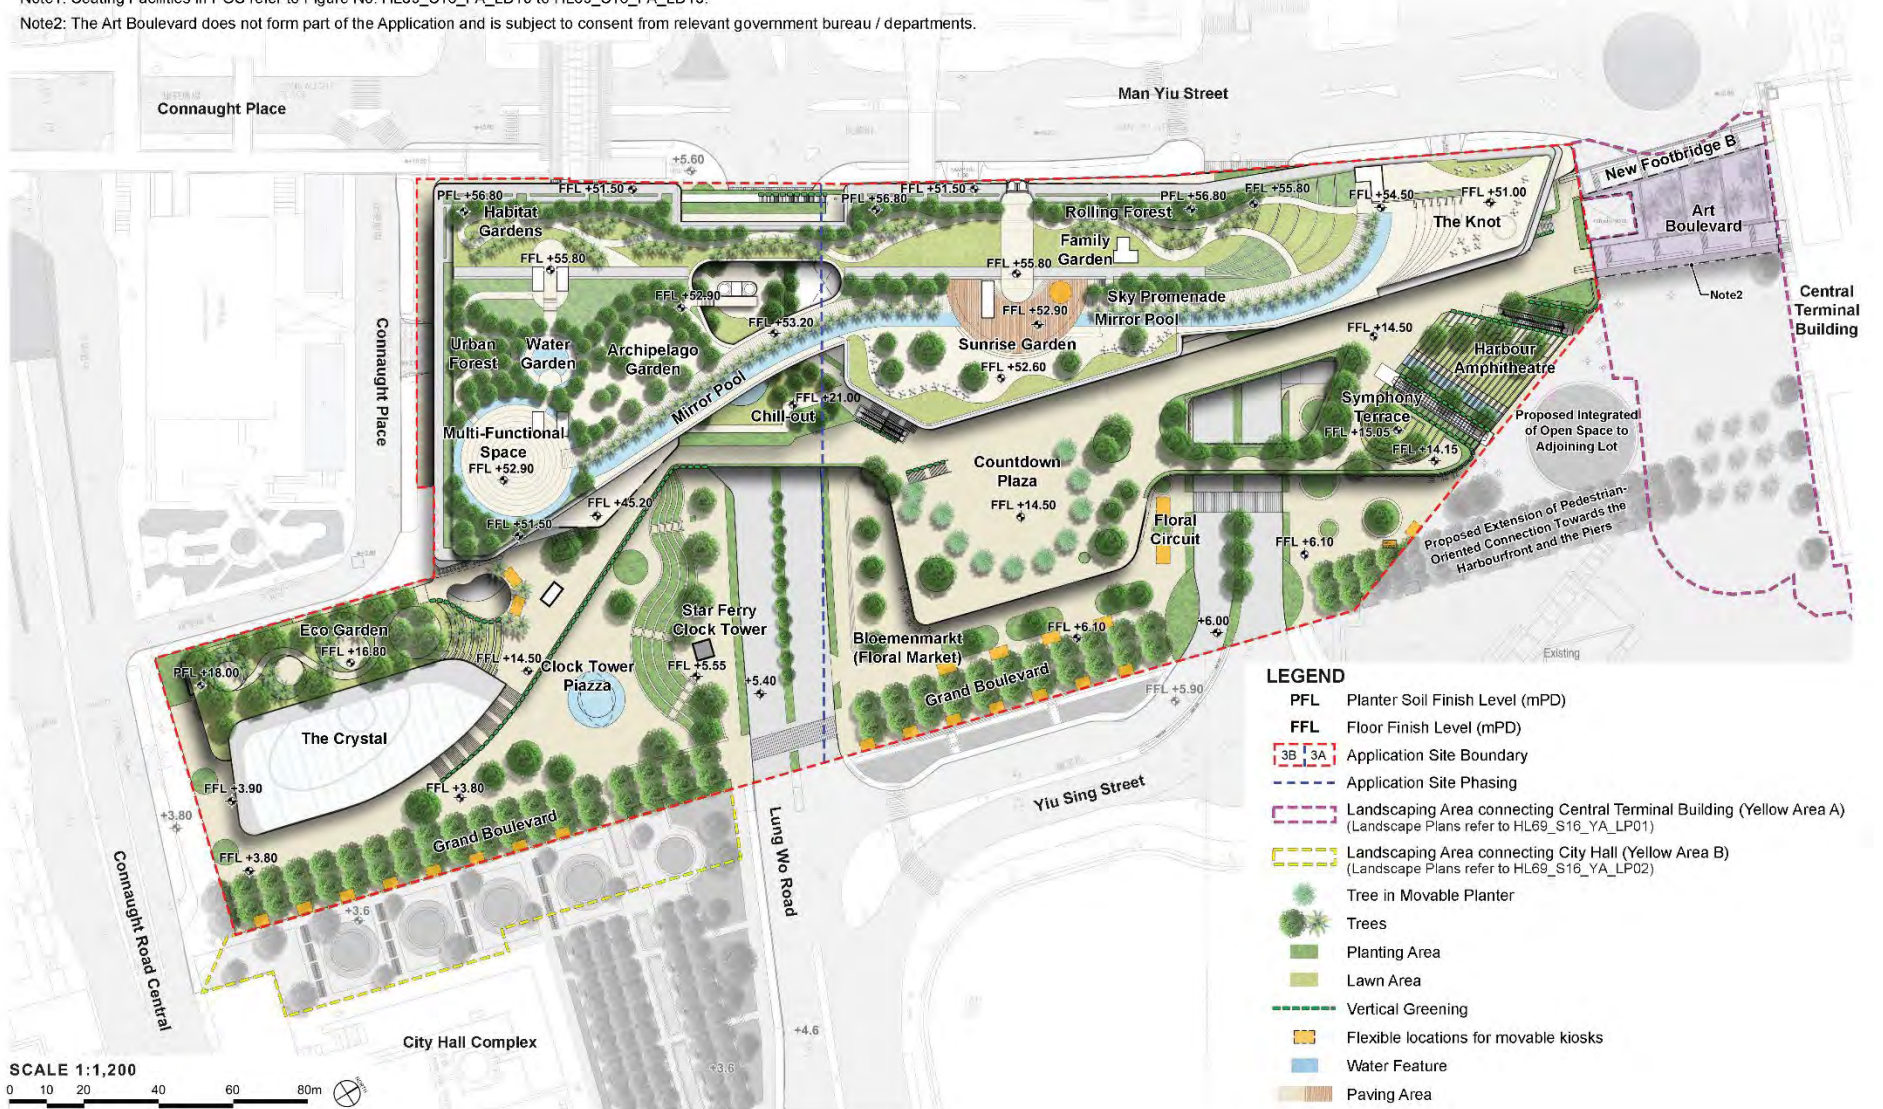 Note2: The Art Boulevard does not form part of the Application and is subject to consent from relevant government bureau / departments.
Connaught Place
Man Yiu Street
+5.60
New Footbridge B
Art
Boulevard
Note2
Central
Terminal
Building
PFL +56.80
FFL +51.50
Habitat
Gardens
FFL +55.80
PFL +56.80
FFL +51.50
Rolling Forest
PFL +56.80
FFL +55.80
FFL +54.50
FFL +51.00
The Knot
Family
Garden
FFL +55.80
Sky Promenade
Mirror Pool
FFL +52.90
Sunrise Garden
FFL +52.60
FFL +52.90
FFL +53.20
Urban
Forest
Water
Garden
Archipelago
Garden
Mirror Pool
Chill-out
FFL +21.00
Connaught Place
Multi-Functional
Space
FFL +52.90
FFL +51.50
FFL +45.20
FFL +14.50
Harbour
Amphitheatre
Symphony
Terrace
FFL +15.05
FFL +14.15
Proposed Integrated
of Open Space to
Adjoining Lot
Proposed Extension of Pedestrian-
Oriented Connection Towards the
Harbourfront and the Piers
Countdown
Plaza
FFL +14.50
Floral
Circuit
FFL +6.10
Star Ferry
Clock Tower
FFL +5.55
+5.40
Bloemenmarkt
(Floral Market)
FFL +6.10
+6.00
Grand Boulevard
FFL +5.90
Existing
Eco Garden
FFL +16.80
PFL +18.00
FFL +14.50
Clock Tower
Piazza
The Crystal
FFL +3.90
FFL +3.80
+3.80
FFL +3.80
Grand Boulevard
Yiu Sing Street
Lung Wo Road
Connaught Road Central
+3.6
City Hall Complex
+4.6
+3.6
SCALE 1:1,200
0 10 20 40 60 80m
NORTH
LEGEND
PFL Planter Soil Finish Level (mPD)
FFL Floor Finish Level (mPD)
3B 3A Application Site Boundary
Application Site Phasing
Landscaping Area connecting Central Terminal Building (Yellow Area A)
(Landscape Plans refer to HL69_S16_YA_LP01)
Landscaping Area connecting City Hall (Yellow Area B)
(Landscape Plans refer to HL69_S16_YA_LP02)
Tree in Movable Planter
Trees
Planting Area
Lawn Area
Vertical Greening
Flexible locations for movable kiosks
Water Feature
Paving Area